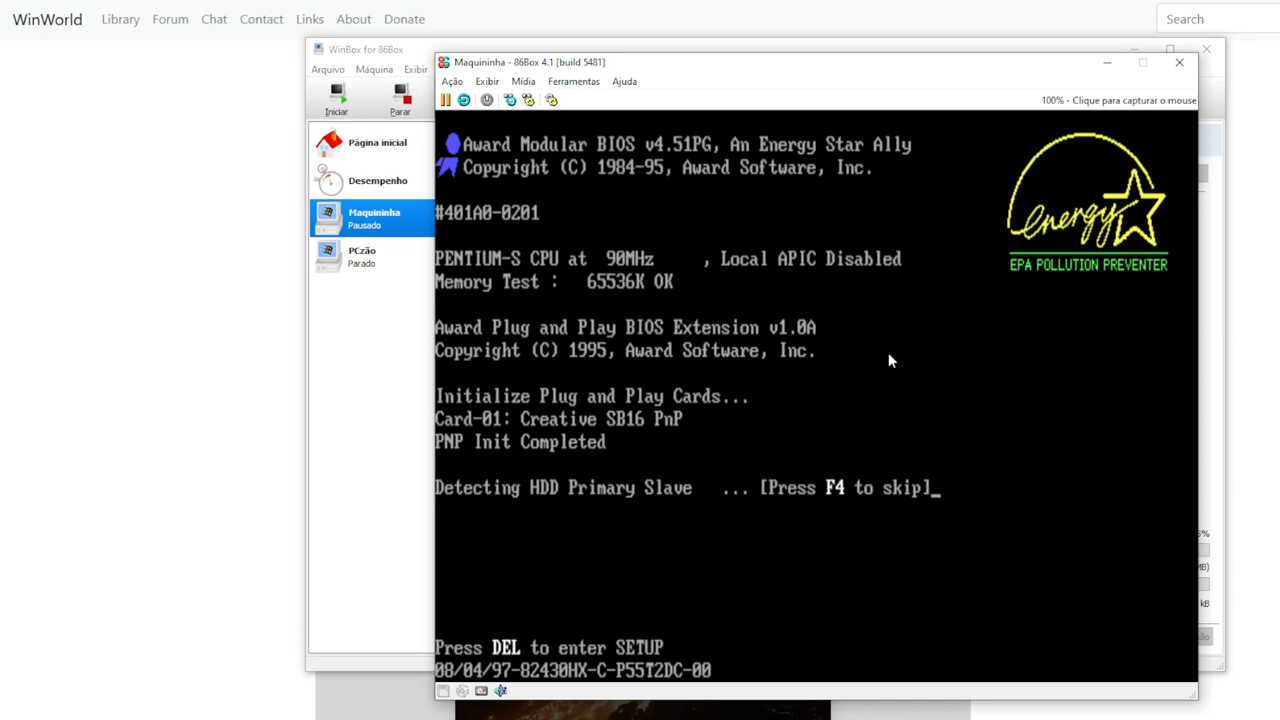 WinWorld Library Forum Chat Contact Links About Donate Search
WinBox for 86Box
Arquivo Máquina Exibir
Iniciar Parar
Página inicial
Desempenho
Maquininha
Pausado
PCzão
Parado
Maquininha - 86Box 4.1 [build 5481]
Ação Exibir Mídia Ferramentas Ajuda
100% - Clique para capturar o mouse
Award Modular BIOS v4.51PG, An Energy Star Ally
Copyright (C) 1984-95, Award Software, Inc.
energy
EPA POLLUTION PREVENTER
#401A0-0201
PENTIUM-S CPU at 90MHz , Local APIC Disabled
Memory Test : 65536K OK
Award Plug and Play BIOS Extension v1.0A
Copyright (C) 1995, Award Software, Inc.
Initialize Plug and Play Cards...
Card-01: Creative SB16 PnP
PNP Init Completed
Detecting HDD Primary Slave ... [Press F4 to skip]_
Press DEL to enter SETUP
08/04/97-82430HX-C-P55T2DC-00
%
MB)
kB